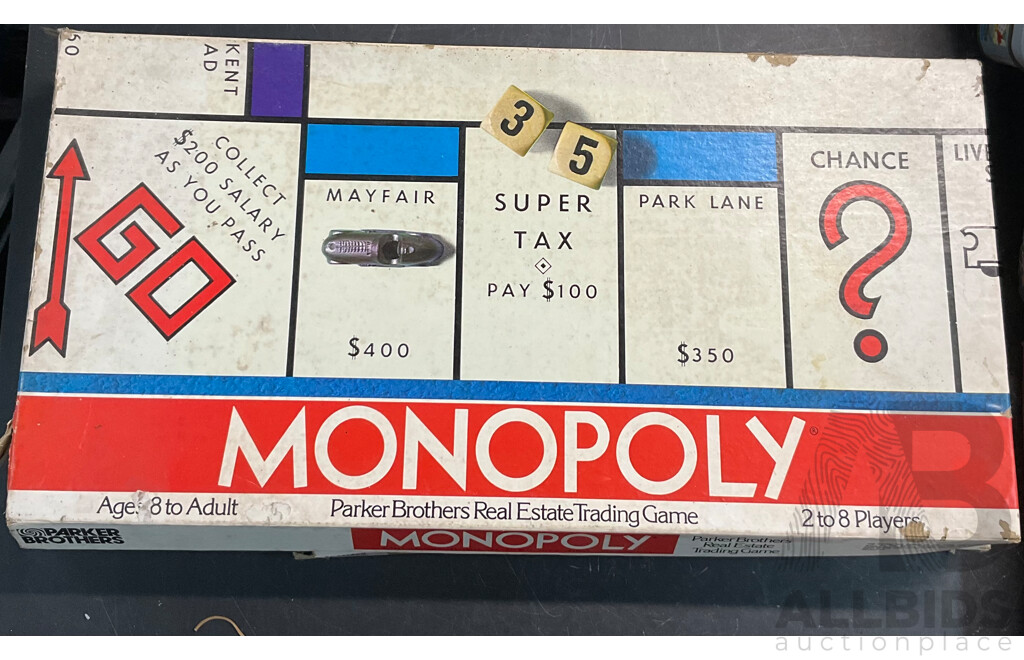 50
KENT
AD
COLLECT
$200 SALARY
AS YOU PASS
GO
MAYFAIR
$400
3
5
SUPER
TAX
PAY $100
PARK LANE
$350
CHANCE
?
LIVE
MONOPOLY®
Ages 8 to Adult
Parker Brothers Real Estate Trading Game
2 to 8 Players
PARKER
BROTHERS
MONOPOLY
Parker Brothers
Real Estate
Trading Game
AB
ALLBIDS
auctionplace